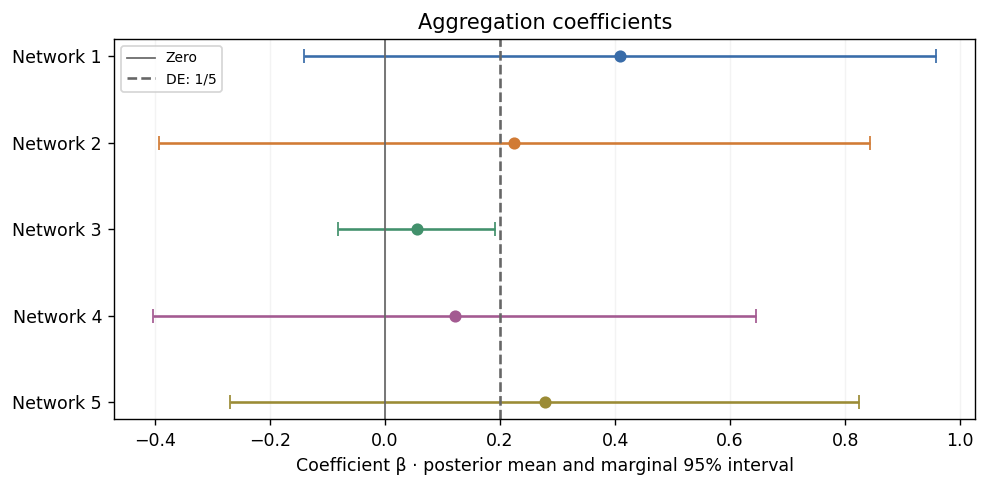 Aggregation coefficients
Network 1
Network 2
Network 3
Network 4
Network 5
Zero
DE: 1/5
−0.4 −0.2 0.0 0.2 0.4 0.6 0.8 1.0
Coefficient β · posterior mean and marginal 95% interval